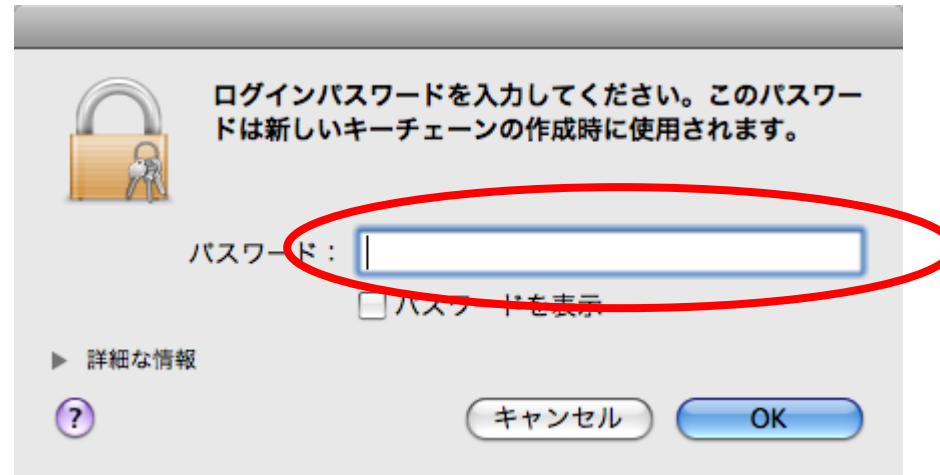 ログインパスワードを入力してください。このパスワー
ドは新しいキーチェーンの作成時に使用されます。
パスワード：
パスワードを表示
詳細な情報
?
キャンセル OK